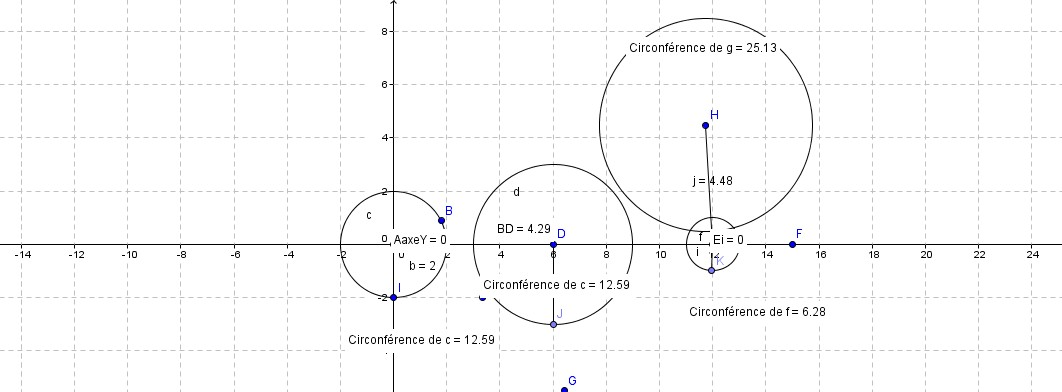 8
Circonférence de g = 25.13
6
H
4
j = 4.48
2
d
c
B
BD = 4.29
D
f
F
0
AaxeY = 0
Ei = 0
-14 -12 -10 -8 -6 -4 -2 0 2 4 6 8 10 12 14 16 18 20 22 24
i
K
b = 2
I
Circonférence de c = 12.59
-2
J
Circonférence de f = 6.28
Circonférence de c = 12.59
G